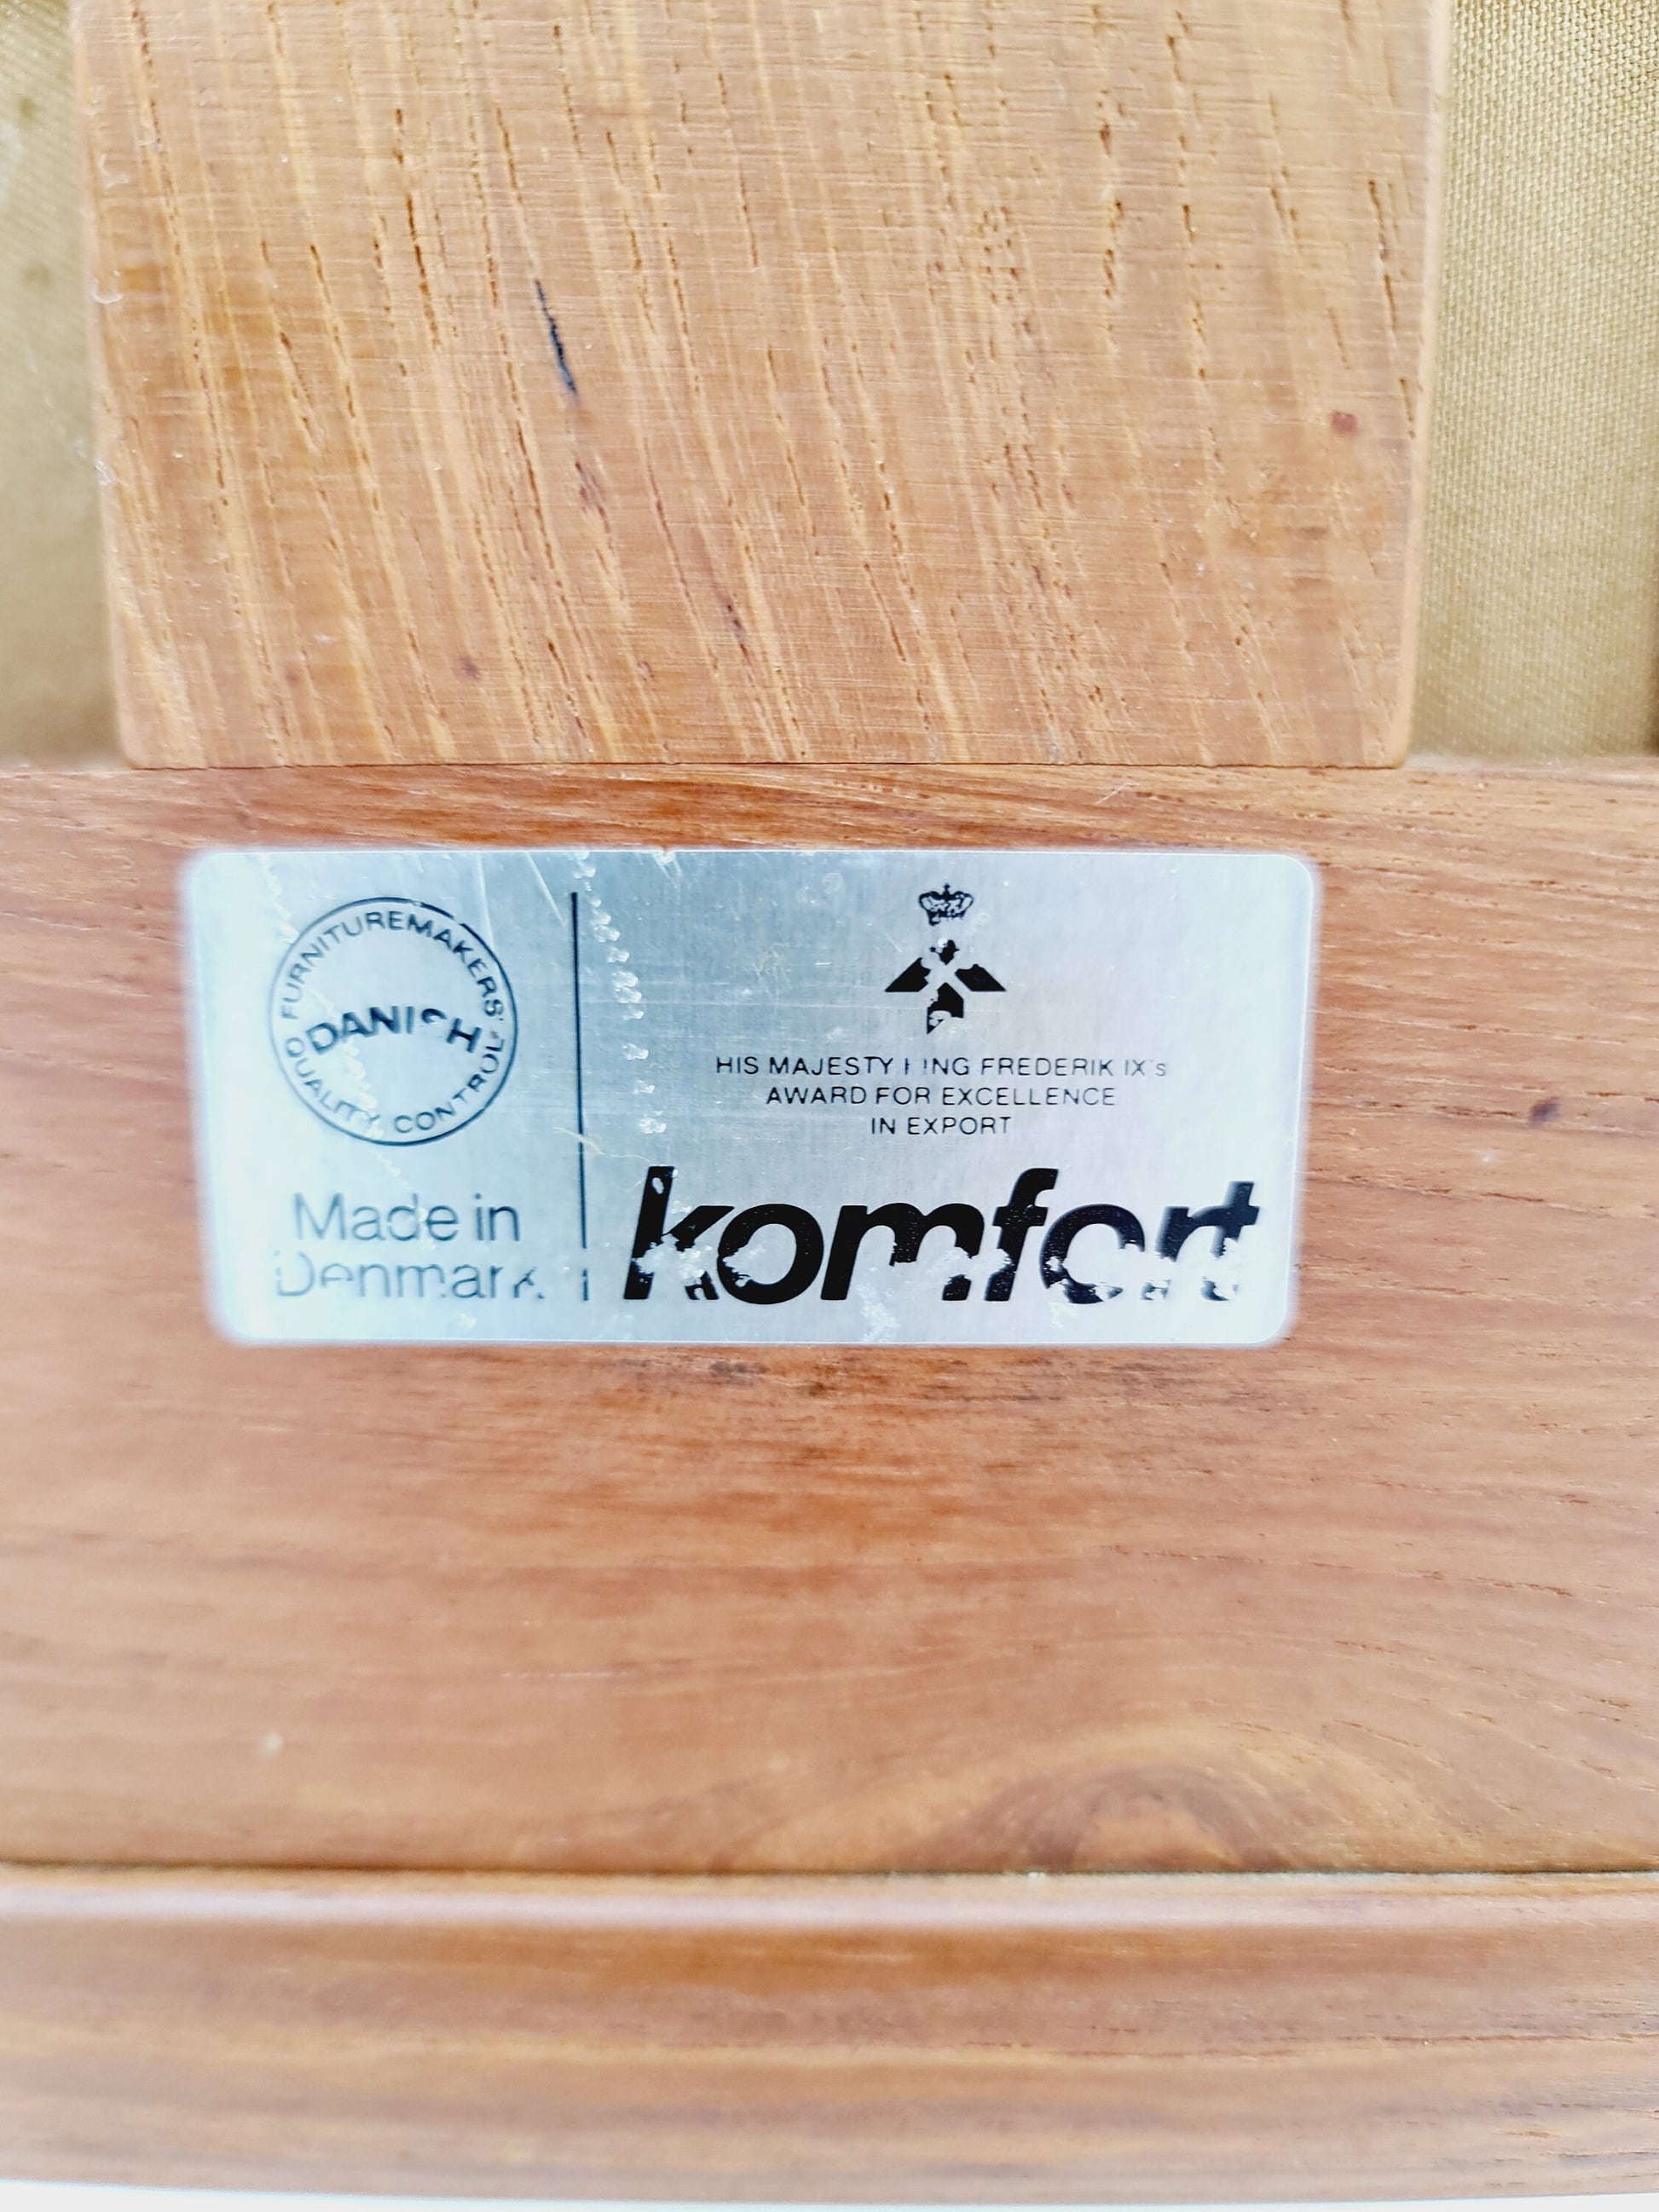 FURNITUREMAKERS'
DANISH
QUALITY CONTROL
Made in
Denmark
HIS MAJESTY KING FREDERIK IX's
AWARD FOR EXCELLENCE
IN EXPORT
komfort